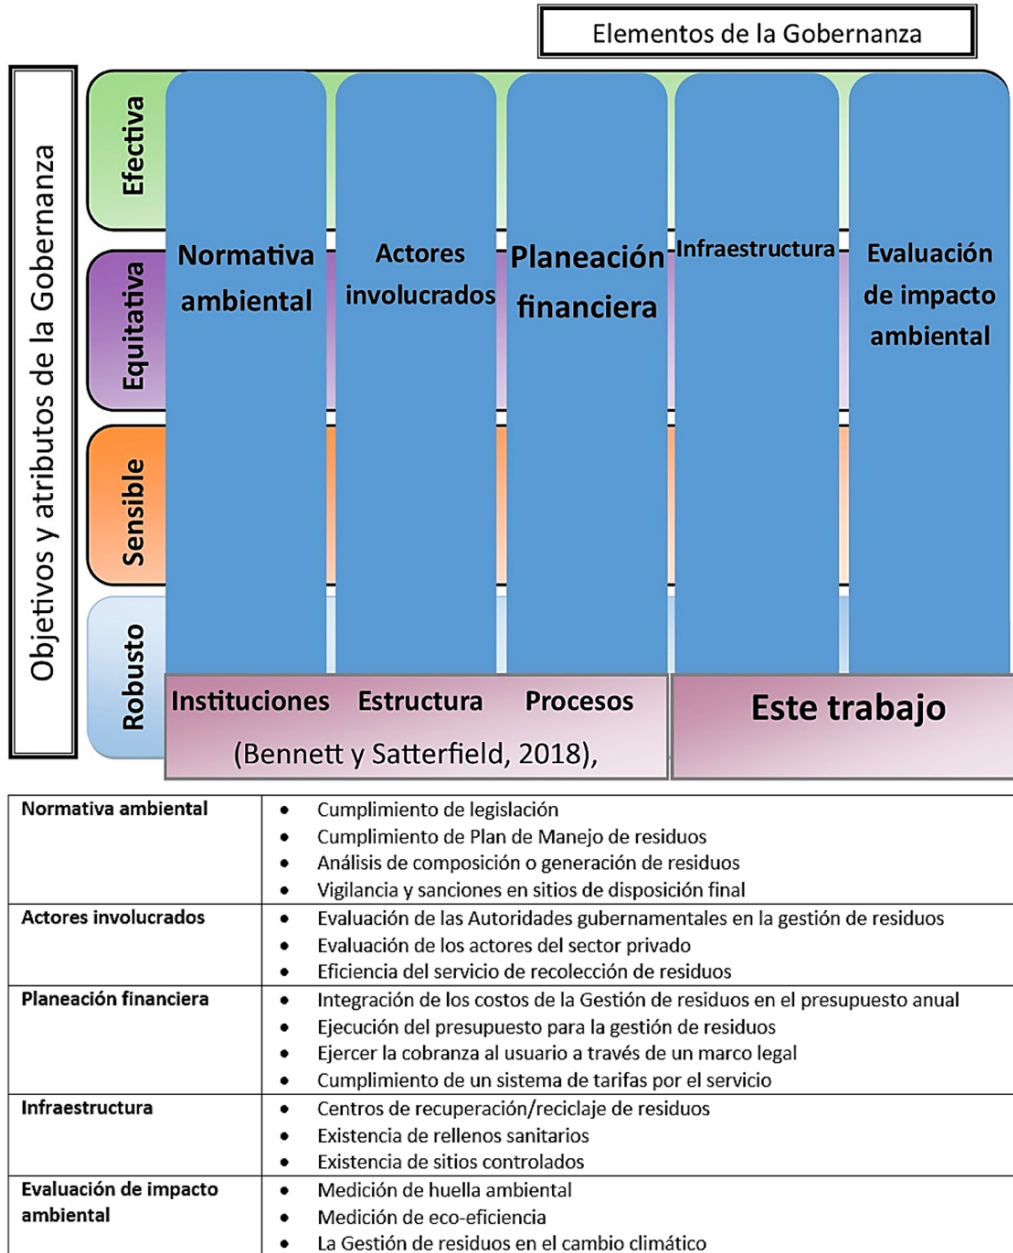 Elementos de la Gobernanza
Objetivos y atributos de la Gobernanza
Efectiva
Equitativa
Sensible
Robusto
Normativa
ambiental
Actores
involucrados
Planeación
financiera
Infraestructura
Evaluación
de impacto
ambiental
Instituciones Estructura Procesos
(Bennett y Satterfield, 2018),
Este trabajo
Normativa ambiental
• Cumplimiento de legislación
• Cumplimiento de Plan de Manejo de residuos
• Análisis de composición o generación de residuos
• Vigilancia y sanciones en sitios de disposición final
Actores involucrados
• Evaluación de las Autoridades gubernamentales en la gestión de residuos
• Evaluación de los actores del sector privado
• Eficiencia del servicio de recolección de residuos
Planeación financiera
• Integración de los costos de la Gestión de residuos en el presupuesto anual
• Ejecución del presupuesto para la gestión de residuos
• Ejercer la cobranza al usuario a través de un marco legal
• Cumplimiento de un sistema de tarifas por el servicio
Infraestructura
• Centros de recuperación/reciclaje de residuos
• Existencia de rellenos sanitarios
• Existencia de sitios controlados
Evaluación de impacto
ambiental
• Medición de huella ambiental
• Medición de eco-eficiencia
• La Gestión de residuos en el cambio climático